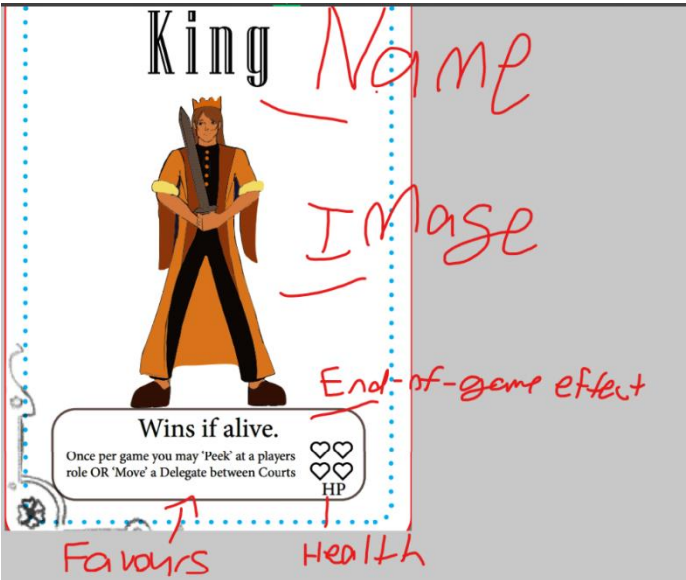 King Name
Image
End-of-game effect
Wins if alive.
Once per game you may 'Peek' at a players
role OR 'Move' a Delegate between Courts
HP
Favours Health